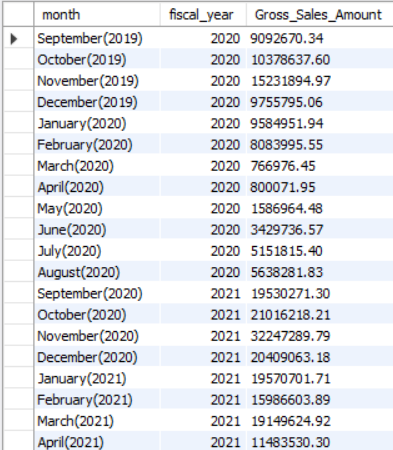 month fiscal_year Gross_Sales_Amount
September(2019) 2020 9092670.34
October(2019) 2020 10378637.60
November(2019) 2020 15231894.97
December(2019) 2020 9755795.06
January(2020) 2020 9584951.94
February(2020) 2020 8083995.55
March(2020) 2020 766976.45
April(2020) 2020 800071.95
May(2020) 2020 1586964.48
June(2020) 2020 3429736.57
July(2020) 2020 5151815.40
August(2020) 2020 5638281.83
September(2020) 2021 19530271.30
October(2020) 2021 21016218.21
November(2020) 2021 32247289.79
December(2020) 2021 20409063.18
January(2021) 2021 19570701.71
February(2021) 2021 15986603.89
March(2021) 2021 19149624.92
April(2021) 2021 11483530.30